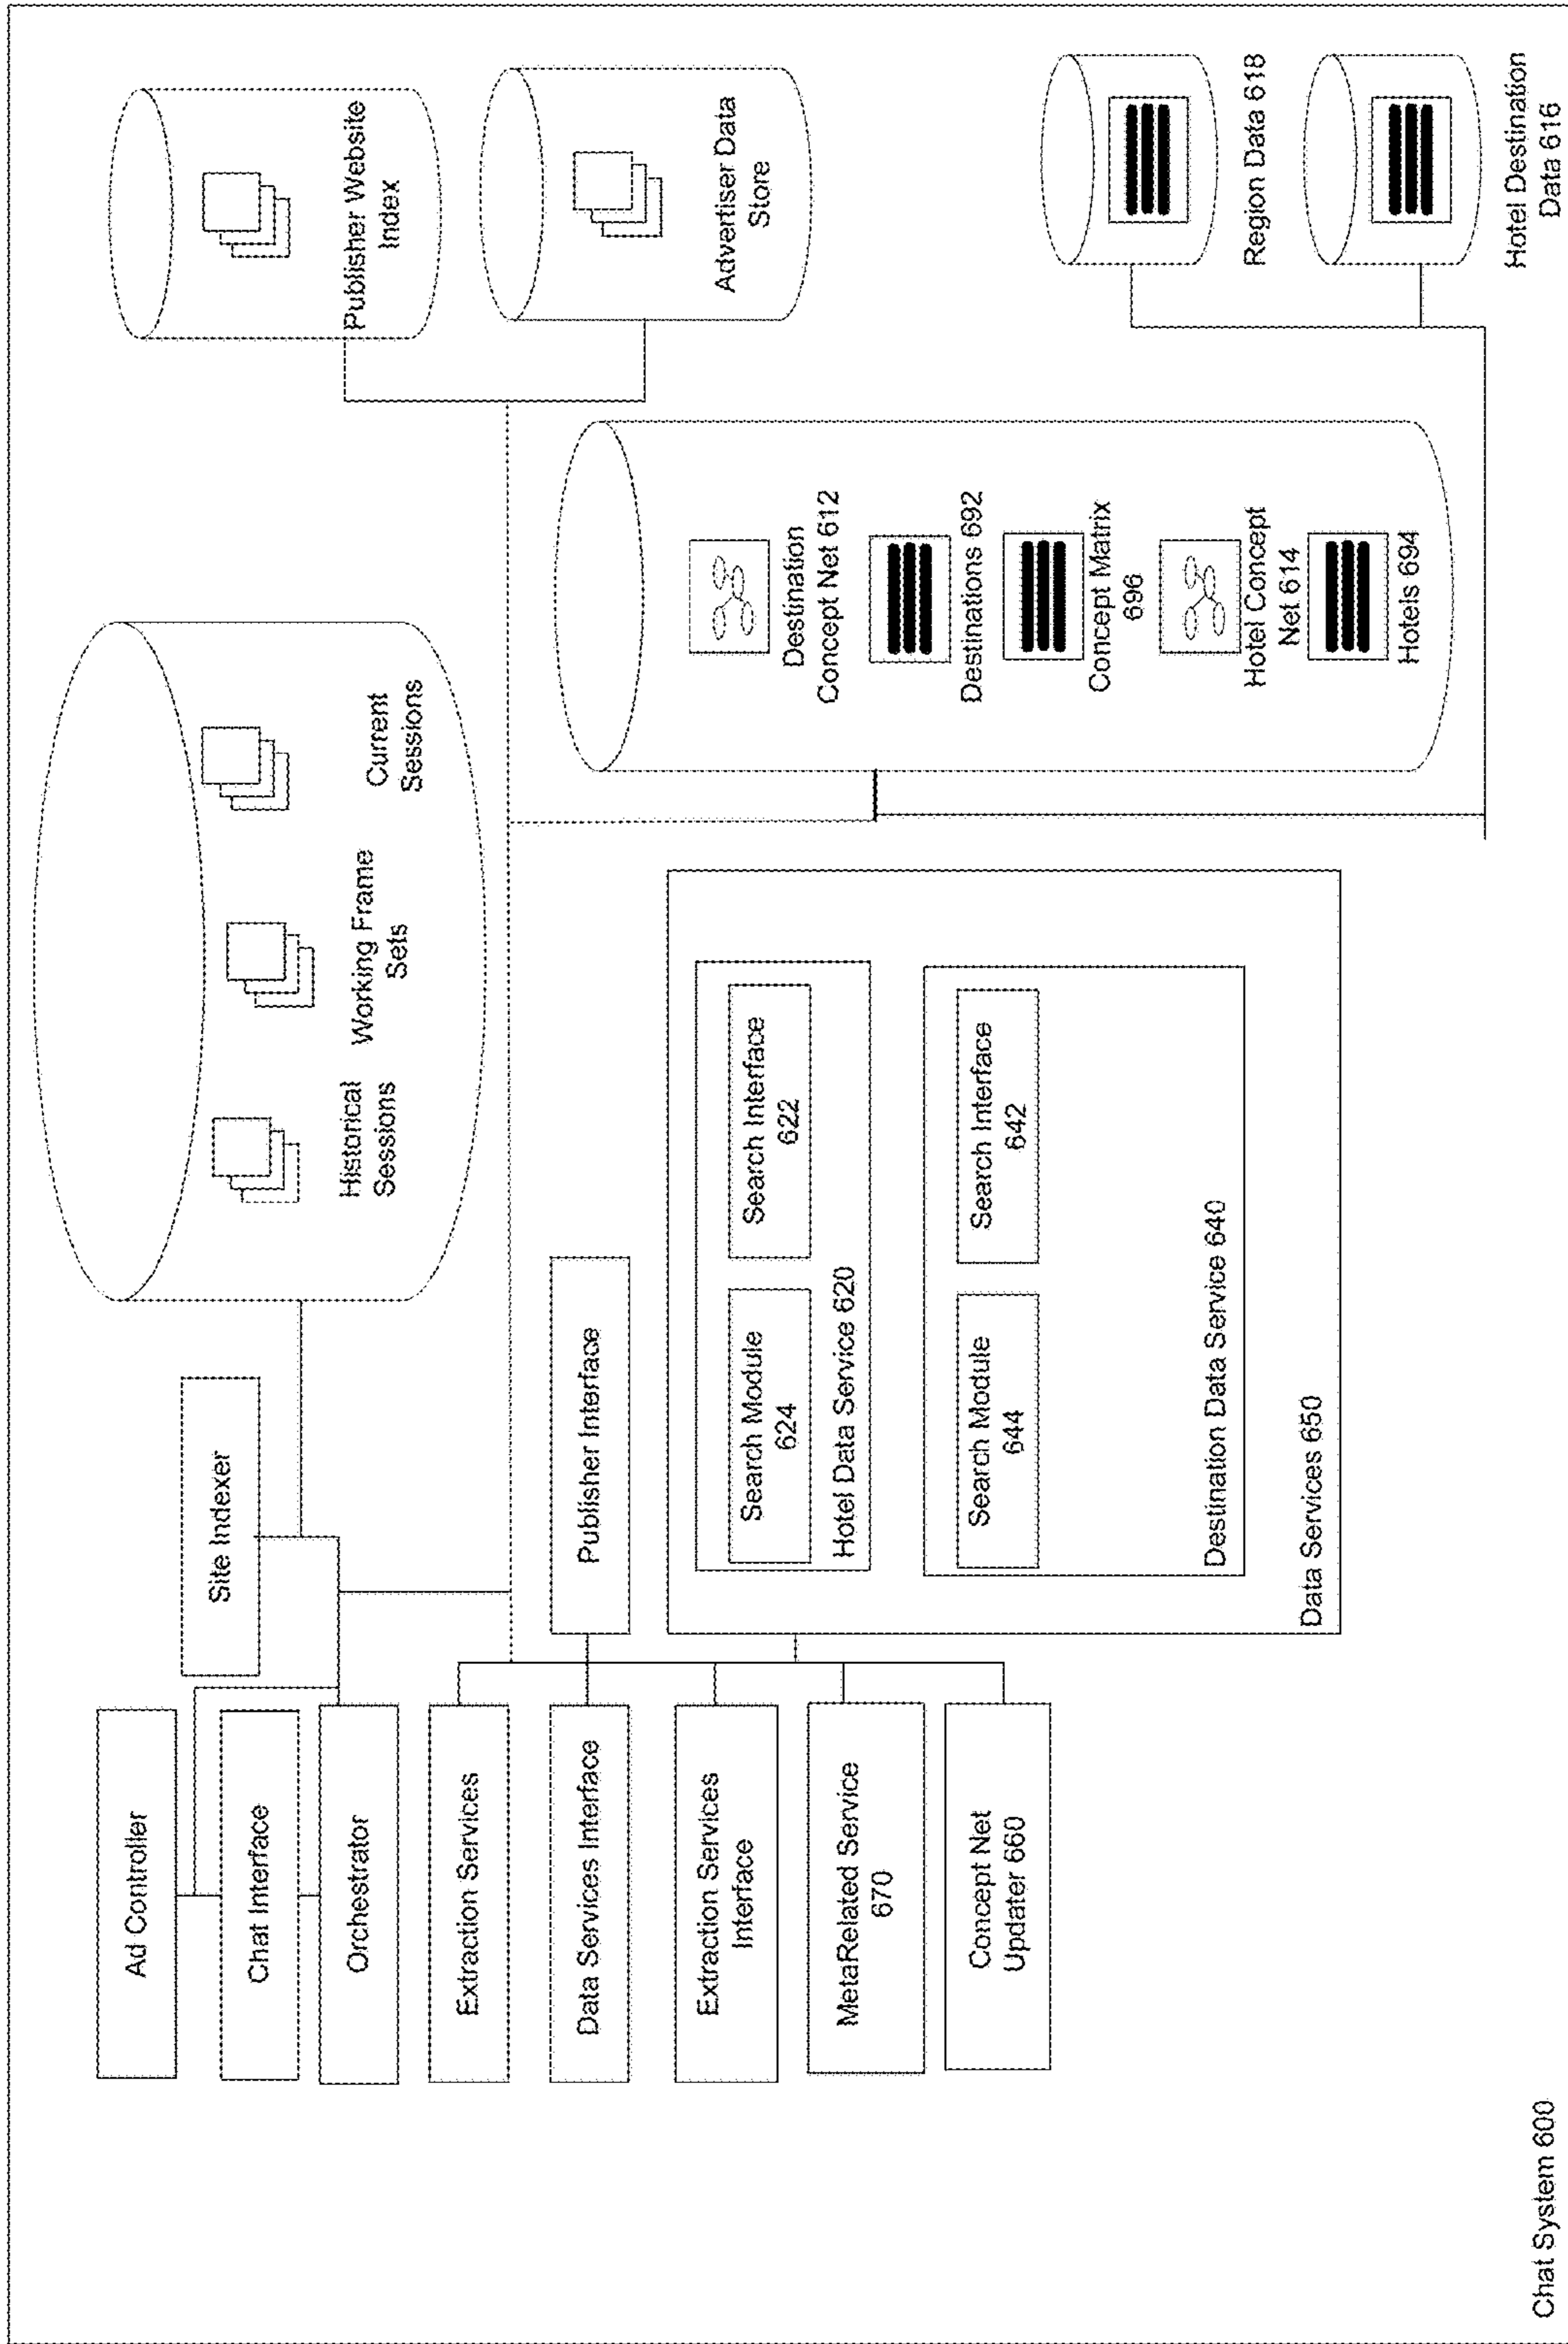 Ad Controller
Chat Interface
Orchestrator
Extraction Services
Data Services Interface
Extraction Services
Interface
MetaRelated Service
670
Concept Net
Updater 660
Site Indexer
Publisher Interface
Historical
Sessions
Working Frame
Sets
Current
Sessions
Publisher Website
Index
Advertiser Data
Store
Search Module
624
Search Interface
622
Hotel Data Service 620
Search Module
644
Search Interface
642
Destination Data Service 640
Data Services 650
Destination
Concept Net 612
Destinations 692
Concept Matrix
696
Hotel Concept
Net 614
Hotels 694
Region Data 618
Hotel Destination
Data 616
Chat System 600